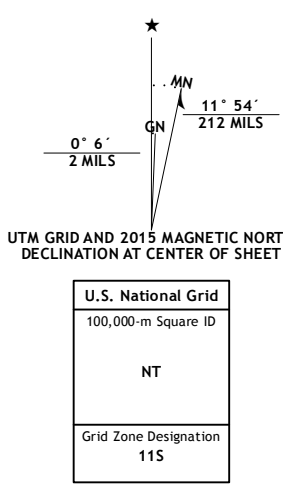 ★
MN
11° 54´
212 MILS
GN
0° 6´
2 MILS
UTM GRID AND 2015 MAGNETIC NORT
DECLINATION AT CENTER OF SHEET
U.S. National Grid
100,000-m Square ID
NT
Grid Zone Designation
11S